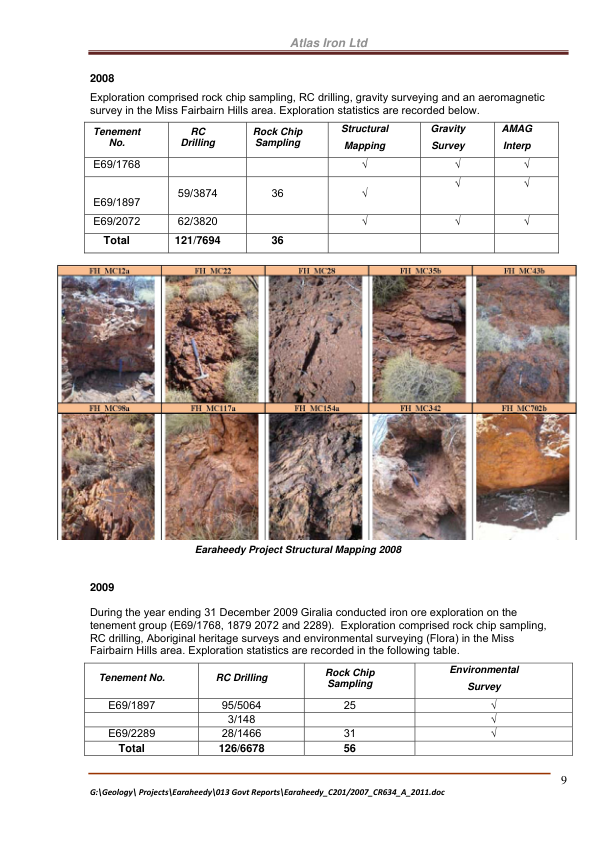 Atlas Iron Ltd
2008
Exploration comprised rock chip sampling, RC drilling, gravity surveying and an aeromagnetic
survey in the Miss Fairbairn Hills area. Exploration statistics are recorded below.
Tenement No. RC Drilling Rock Chip Sampling Structural Mapping Gravity Survey AMAG Interp
E69/1768 √ √ √
E69/1897 59/3874 36 √ √ √
E69/2072 62/3820 √ √ √
Total 121/7694 36
FH_MC12a FH_MC22 FH_MC28 FH_MC35b FH_MC43b
FH_MC98a FH_MC117a FH_MC154a FH_MC342 FH_MC702b
Earaheedy Project Structural Mapping 2008
2009
During the year ending 31 December 2009 Giralia conducted iron ore exploration on the
tenement group (E69/1768, 1879 2072 and 2289). Exploration comprised rock chip sampling,
RC drilling, Aboriginal heritage surveys and environmental surveying (Flora) in the Miss
Fairbairn Hills area. Exploration statistics are recorded in the following table.
Tenement No. RC Drilling Rock Chip Sampling Environmental Survey
E69/1897 95/5064 25 √
3/148 √
E69/2289 28/1466 31 √
Total 126/6678 56
9
G:\Geology\ Projects\Earaheedy\013 Govt Reports\Earaheedy_C201/2007_CR634_A_2011.doc